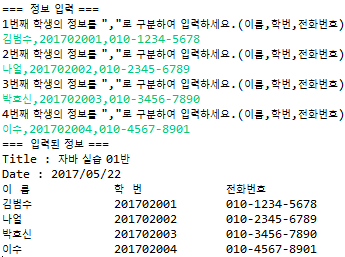 === 정보 입력 ===
1번째 학생의 정보를 ","로 구분하여 입력하세요.(이름,학번,전화번호)
김범수,201702001,010-1234-5678
2번째 학생의 정보를 ","로 구분하여 입력하세요.(이름,학번,전화번호)
나얼,201702002,010-2345-6789
3번째 학생의 정보를 ","로 구분하여 입력하세요.(이름,학번,전화번호)
박효신,201702003,010-3456-7890
4번째 학생의 정보를 ","로 구분하여 입력하세요.(이름,학번,전화번호)
이수,201702004,010-4567-8901
=== 입력된 정보 ===
Title : 자바 실습 01반
Date : 2017/05/22
이 름 학 번 전화번호
김범수 201702001 010-1234-5678
나얼 201702002 010-2345-6789
박효신 201702003 010-3456-7890
이수 201702004 010-4567-8901